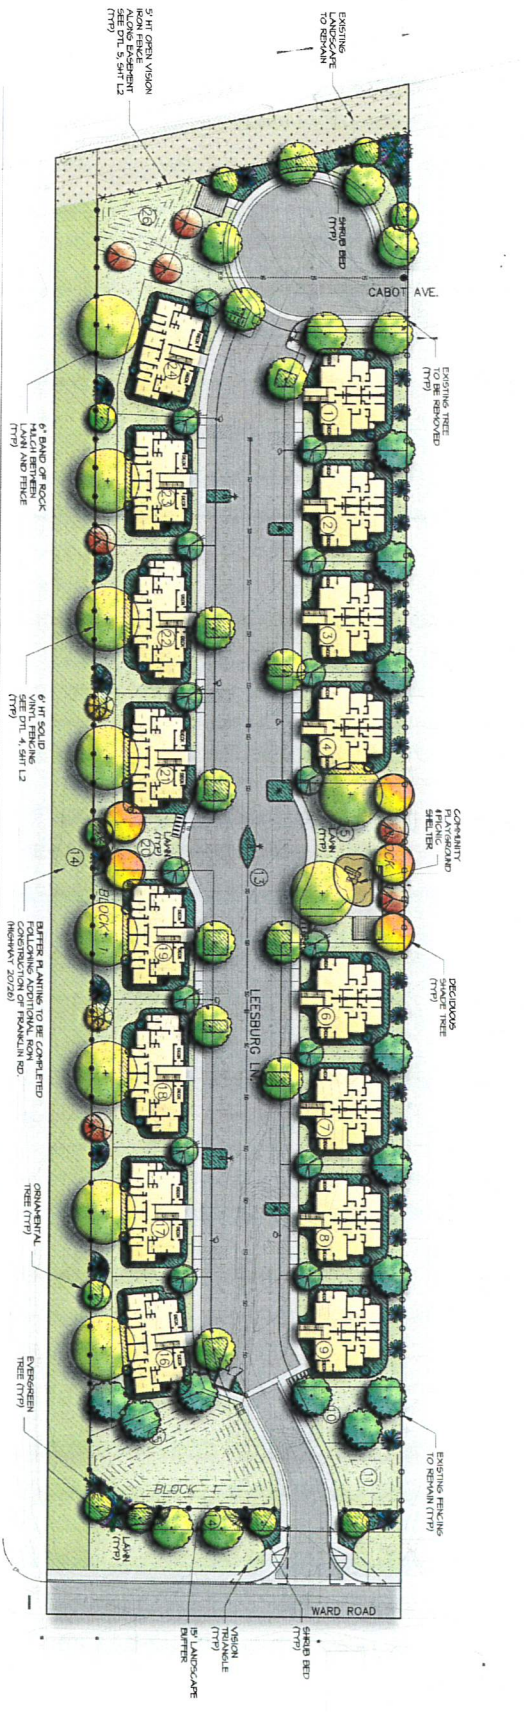 EXISTING
LANDSCAPE
TO REMAIN
5' HT OPEN VISION
IRON FENCE
ALONG EASEMENT
SEE DTL 5, SHT L2
(TYP)
SHRUB BED
(TYP)
CABOT AVE.
EXISTING TREE
TO BE REMOVED
(TYP)
26
24
1
6" BAND OF ROCK
MULCH BETWEEN
LAWN AND FENCE
(TYP)
23
2
22
3
6' HT SOLID
VINYL FENCING
SEE DTL 4, SHT L2
(TYP)
21
4
COMMUNITY
PLAYGROUND
&PICNIC
SHELTER
5
LAWN
(TYP)
LAWN
(TYP)
20
13
14
BLOCK 1
DECIDUOUS
SHADE TREE
(TYP)
BUFFER PLANTING TO BE COMPLETED
FOLLOWING ADDITIONAL ROW
CONSTRUCTION OF FRANKLIN RD.
(HIGHWAY 20/26)
19
6
LEESBURG LN.
18
7
17
8
ORNAMENTAL
TREE (TYP)
16
9
EVERGREEN
TREE (TYP)
10
11
EXISTING FENCING
TO REMAIN (TYP)
BLOCK 1
LAWN
(TYP)
WARD ROAD
15' LANDSCAPE
BUFFER
VISION
TRIANGLE
(TYP)
SHRUB BED
(TYP)